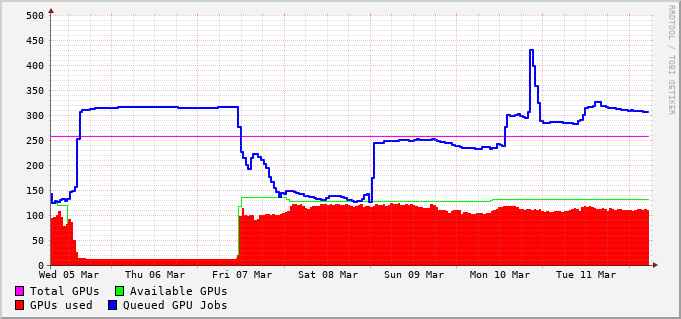 500
450
400
350
300
250
200
150
100
50
0
Wed 05 Mar Thu 06 Mar Fri 07 Mar Sat 08 Mar Sun 09 Mar Mon 10 Mar Tue 11 Mar
Total GPUs Available GPUs
GPUs used Queued GPU Jobs
RRDTOOL / TOBI OETIKER